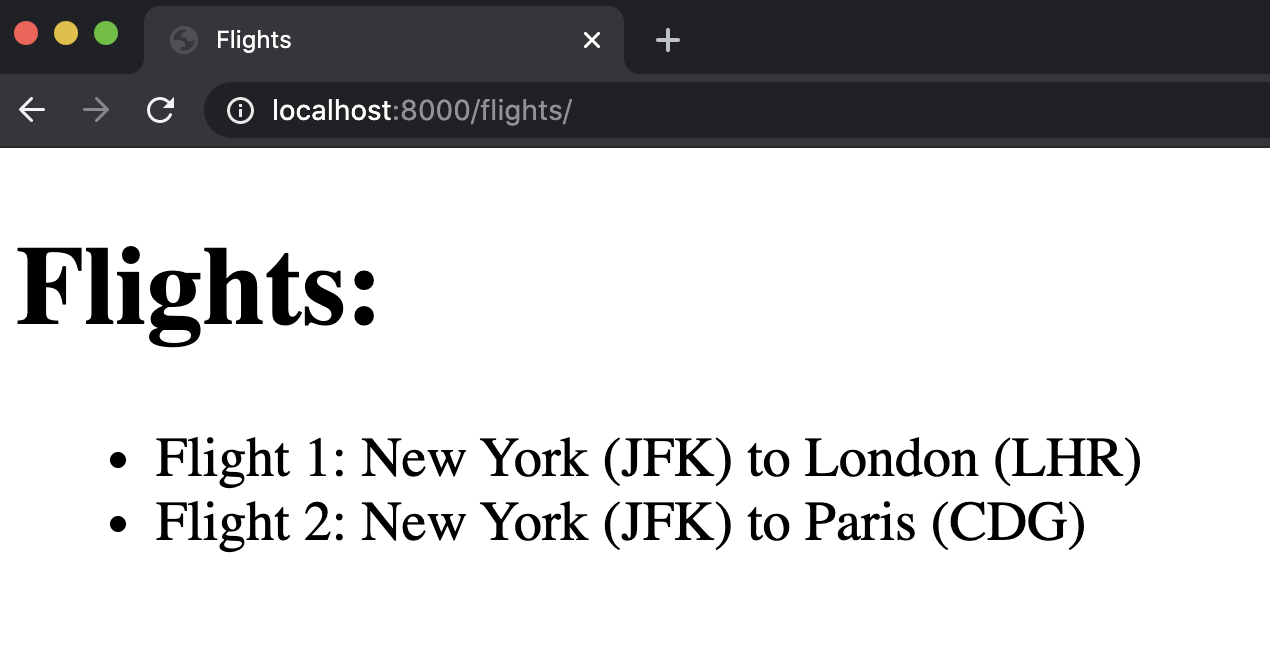 Flights
localhost:8000/flights/
Flights:
Flight 1: New York (JFK) to London (LHR)
Flight 2: New York (JFK) to Paris (CDG)